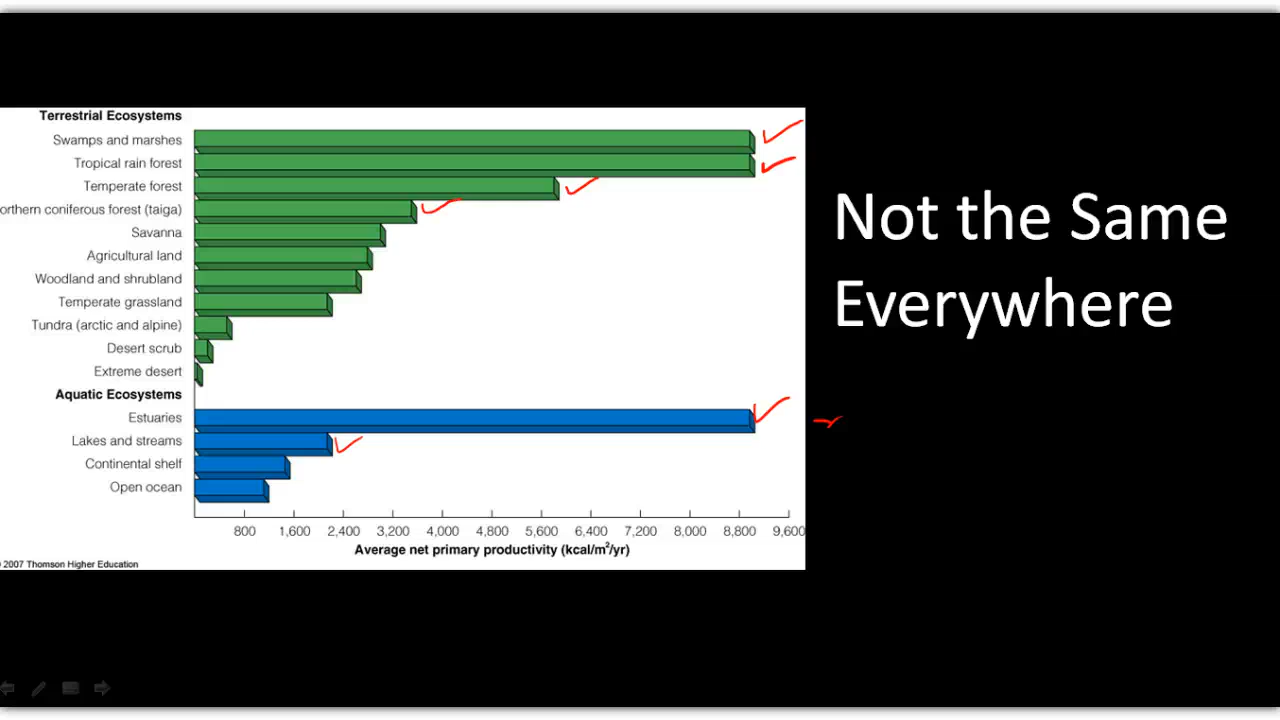 Terrestrial Ecosystems
Swamps and marshes
Tropical rain forest
Temperate forest
orthern coniferous forest (taiga)
Savanna
Agricultural land
Woodland and shrubland
Temperate grassland
Tundra (arctic and alpine)
Desert scrub
Extreme desert
Aquatic Ecosystems
Estuaries
Lakes and streams
Continental shelf
Open ocean
800 1,600 2,400 3,200 4,000 4,800 5,600 6,400 7,200 8,000 8,800 9,600
Average net primary productivity (kcal/m²/yr)
2007 Thomson Higher Education
Not the Same
Everywhere